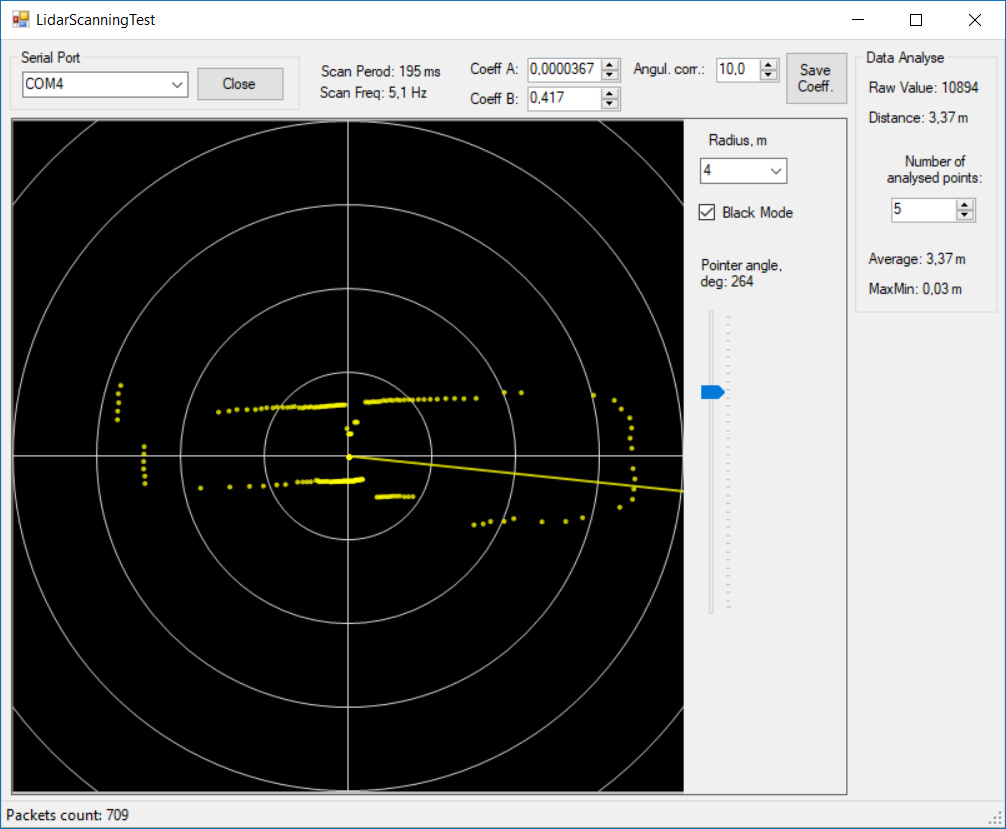 LidarScanningTest
Serial Port
COM4
Close
Scan Perod: 195 ms
Scan Freq: 5,1 Hz
Coeff A:
0,0000367
Coeff B:
0.417
Angul. corr.:
10,0
Save
Coeff.
Data Analyse
Raw Value: 10894
Distance: 3,37 m
Number of
analysed points:
5
Average: 3,37 m
MaxMin: 0,03 m
Radius, m
4
Black Mode
Pointer angle,
deg: 264
Packets count: 709